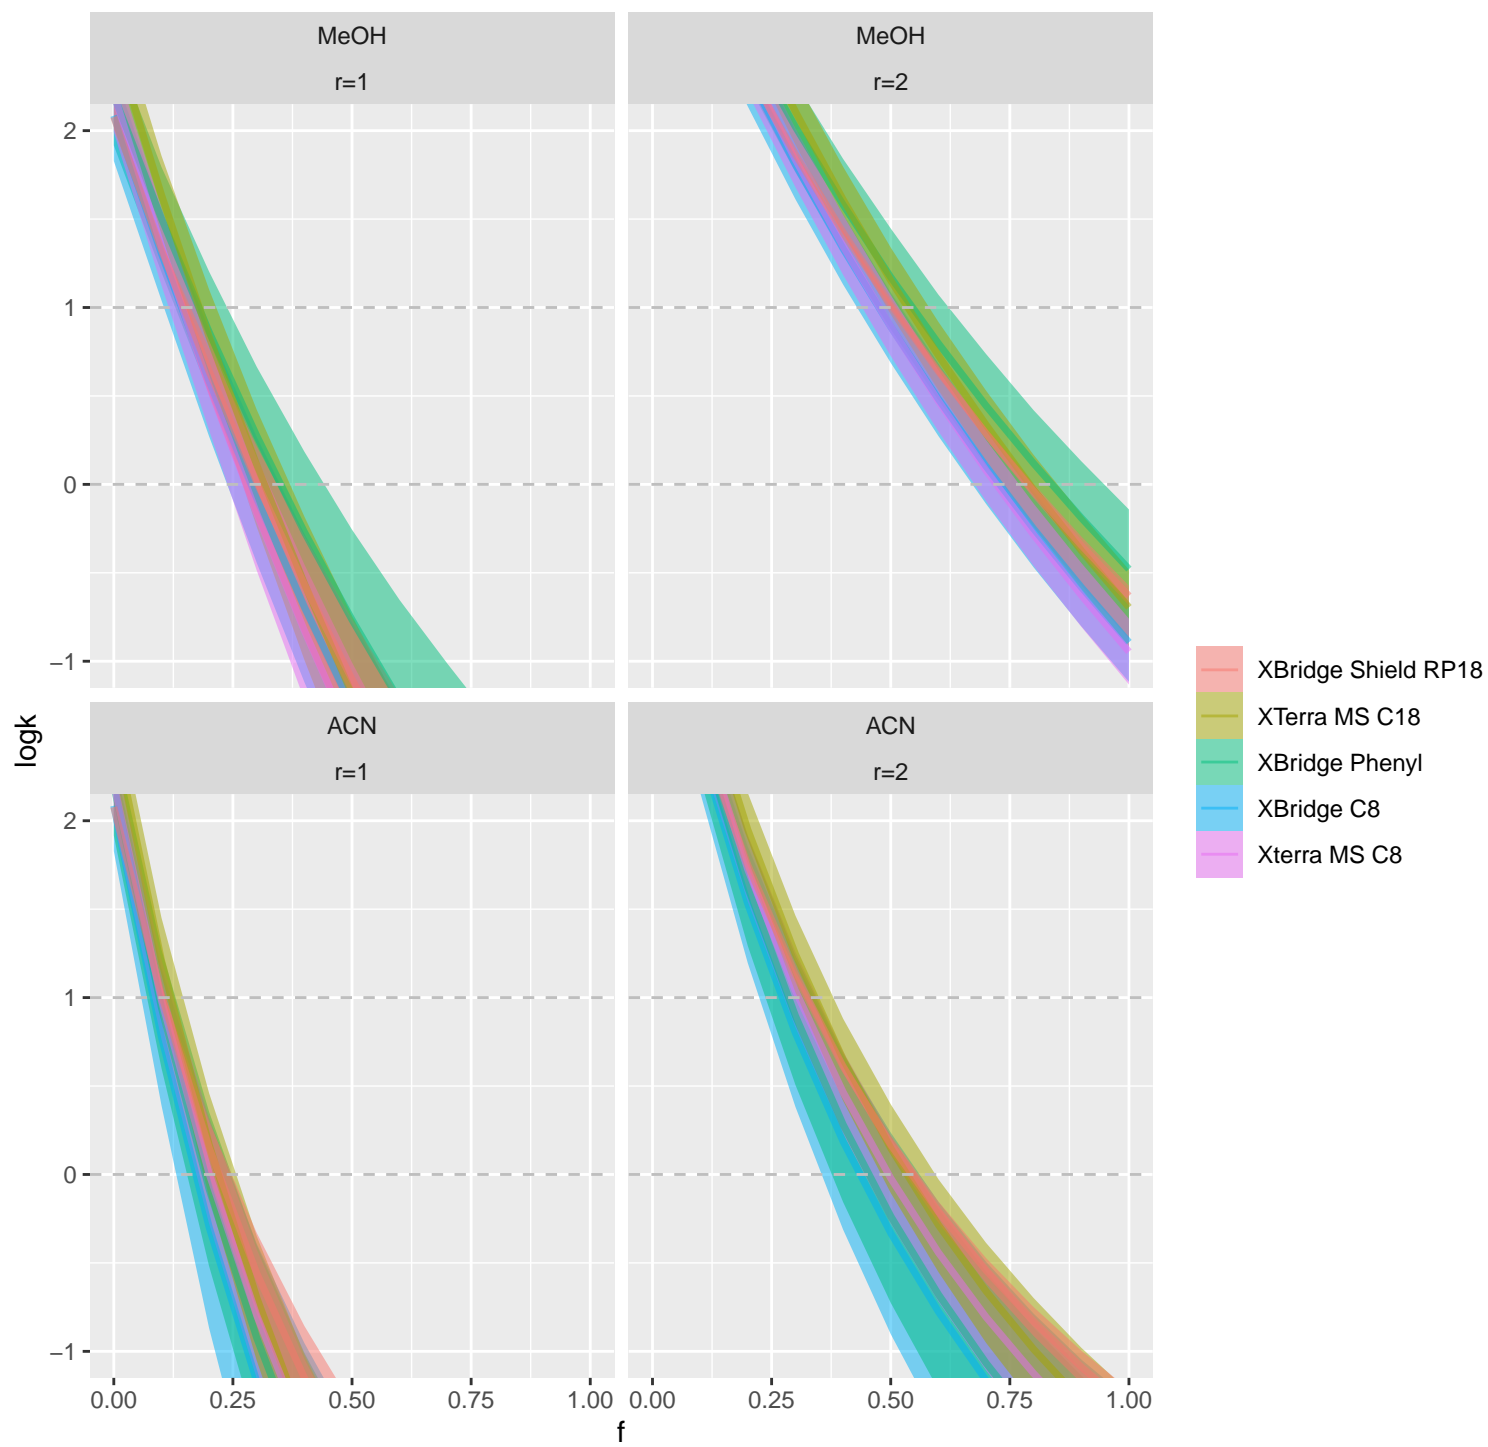 MeOH
r=1
MeOH
r=2
2
1
0
−1
ACN
r=1
ACN
r=2
2
1
0
−1
0.00 0.25 0.50 0.75 1.00
0.00 0.25 0.50 0.75 1.00
f
logk
XBridge Shield RP18
XTerra MS C18
XBridge Phenyl
XBridge C8
Xterra MS C8